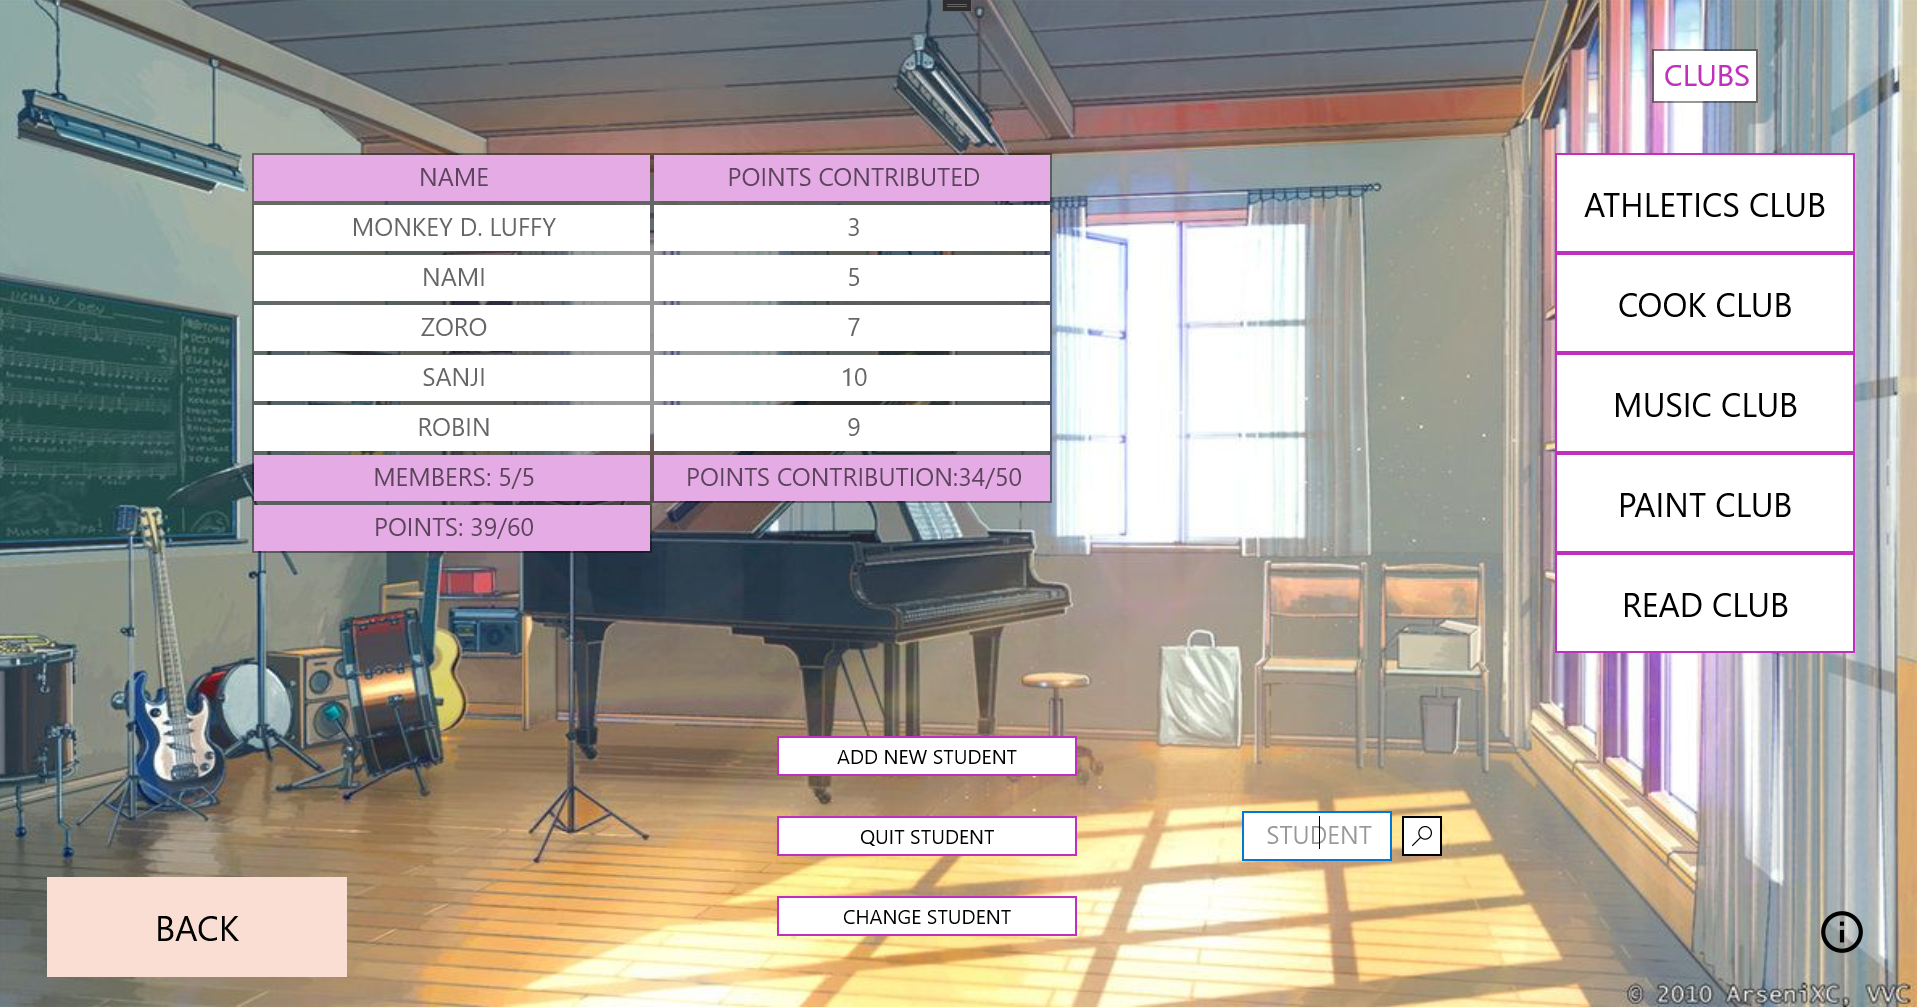 CLUBS
NAME
POINTS CONTRIBUTED
MONKEY D. LUFFY
3
NAMI
5
ZORO
7
SANJI
10
ROBIN
9
MEMBERS: 5/5
POINTS CONTRIBUTION:34/50
POINTS: 39/60
ATHLETICS CLUB
COOK CLUB
MUSIC CLUB
PAINT CLUB
READ CLUB
ADD NEW STUDENT
QUIT STUDENT
STUDENT
CHANGE STUDENT
BACK
© 2010 ArseniXC, VVC